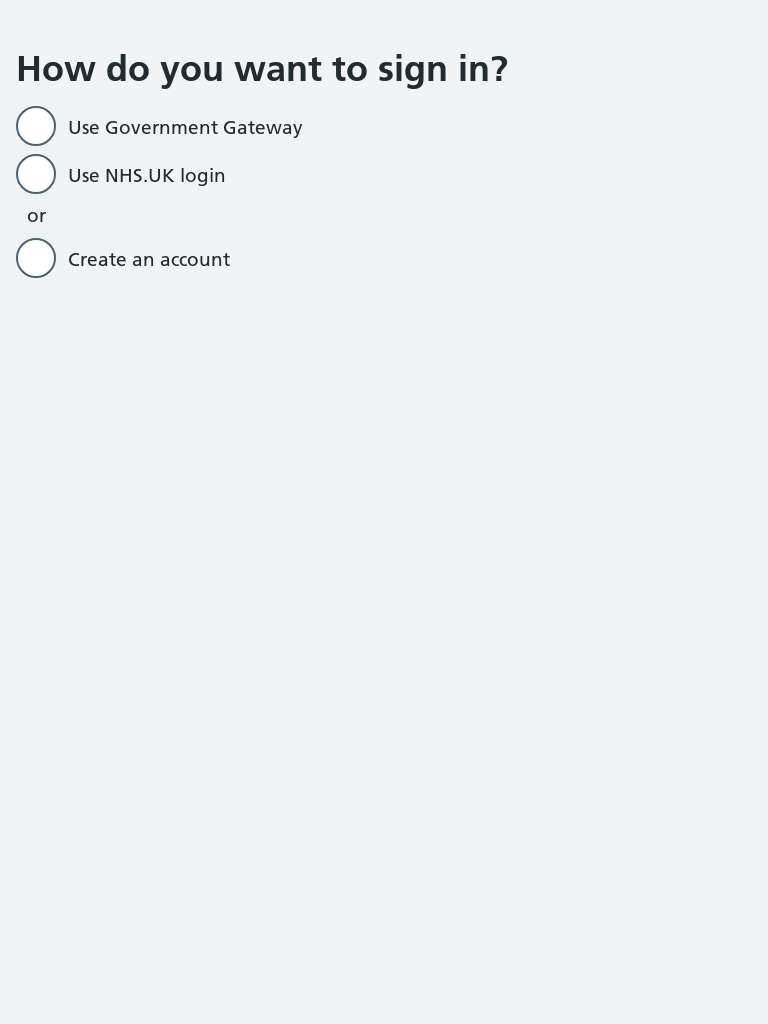 How do you want to sign in?
Use Government Gateway
Use NHS.UK login
or
Create an account